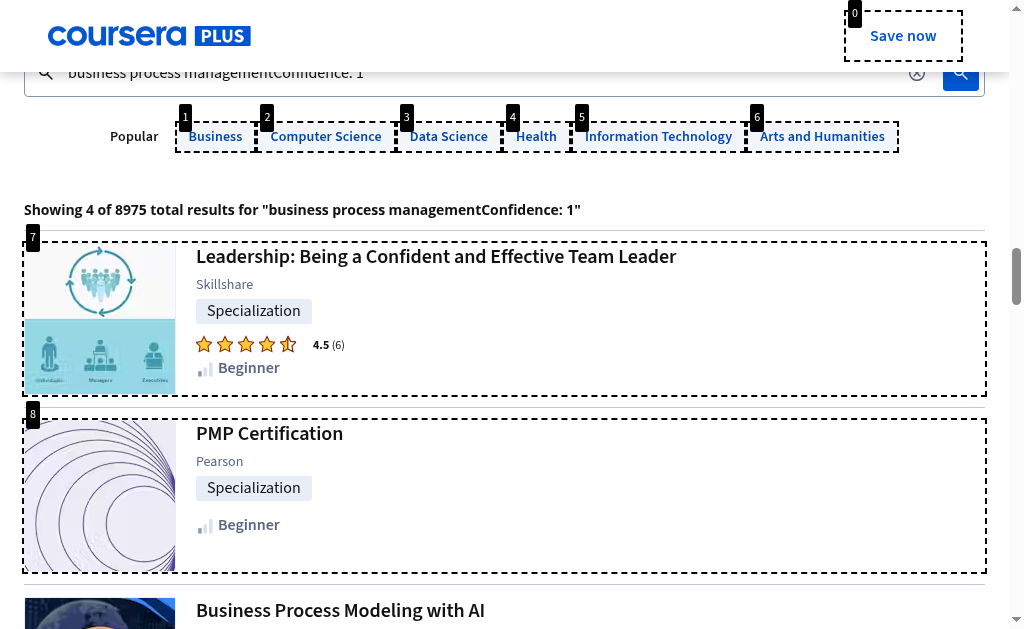 coursera PLUS
0
Save now
business process managementConfidence: 1
Popular
1
Business
2
Computer Science
3
Data Science
4
Health
5
Information Technology
6
Arts and Humanities
Showing 4 of 8975 total results for "business process managementConfidence: 1"
7
Leadership: Being a Confident and Effective Team Leader
Skillshare
Specialization
4.5 (6)
Beginner
Individuals Managers Executives
8
PMP Certification
Pearson
Specialization
Beginner
Business Process Modeling with AI